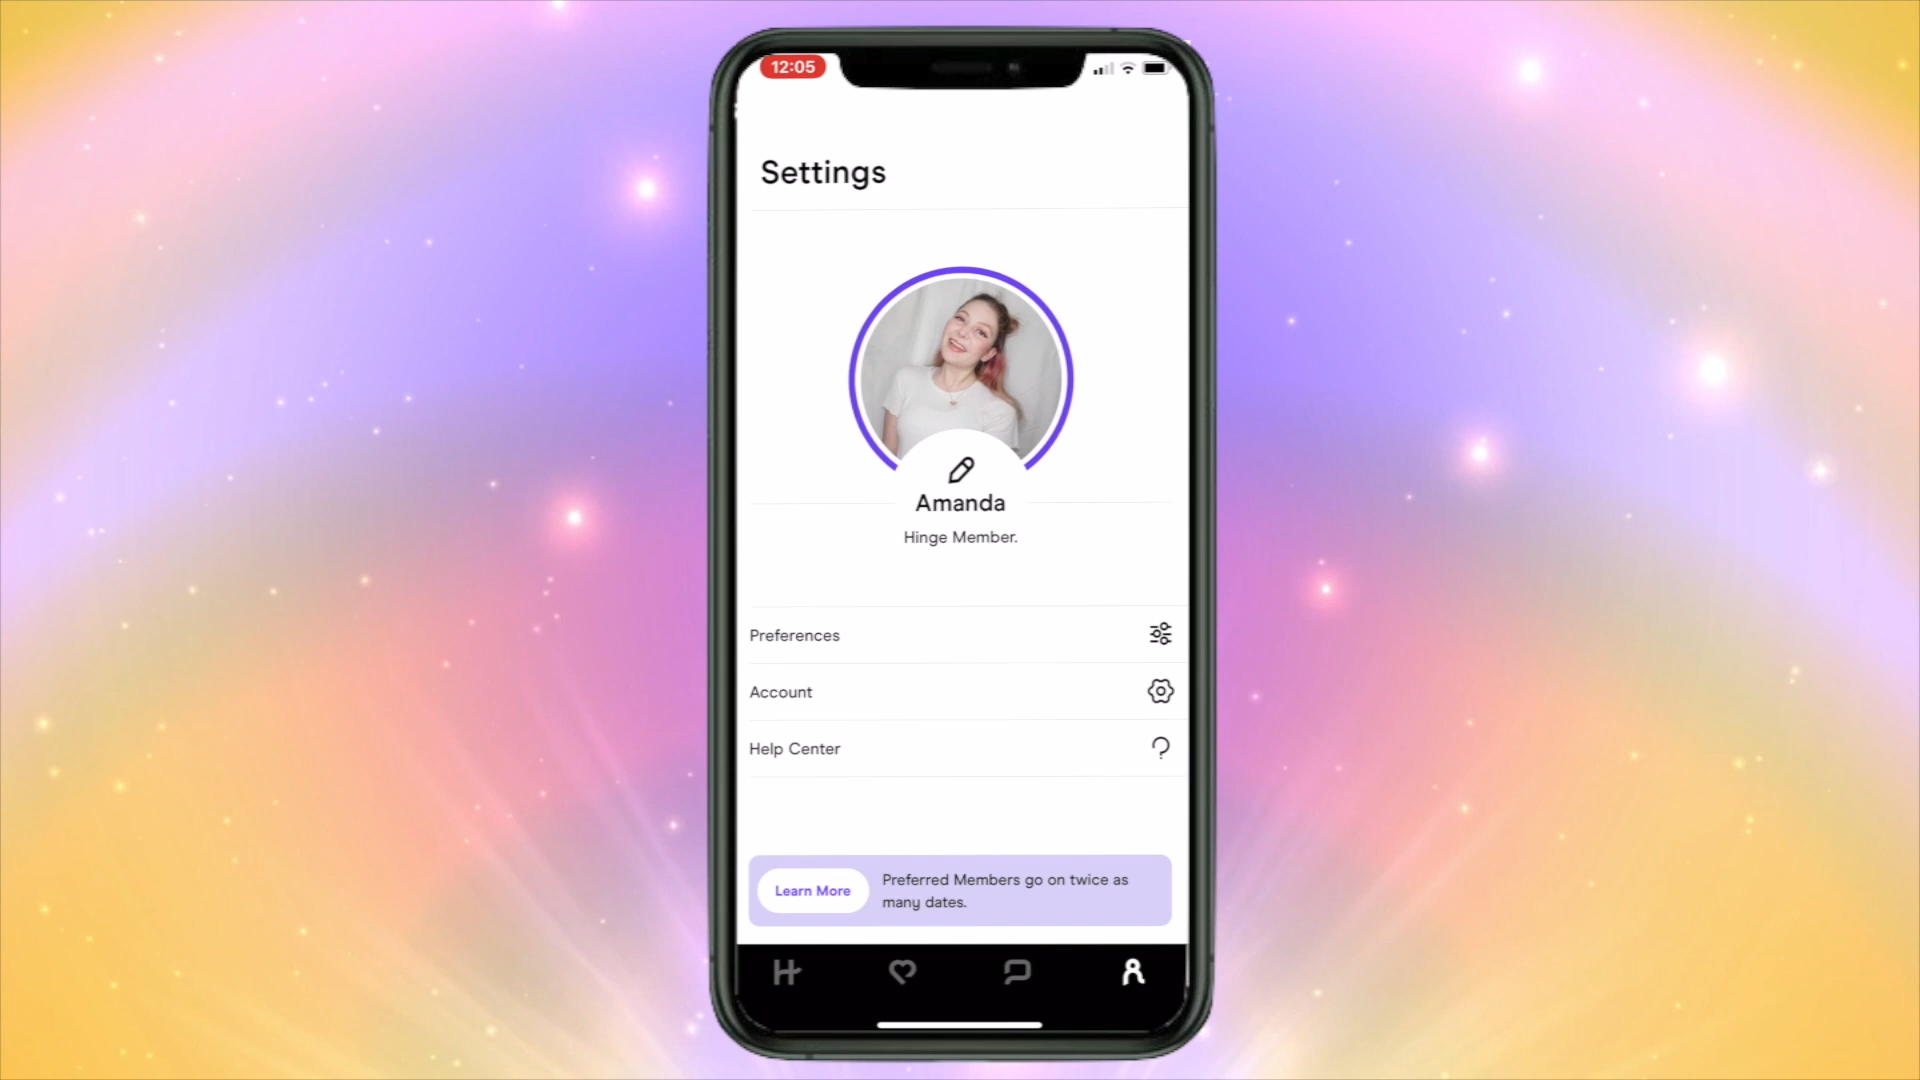 12:05
Settings
Amanda
Hinge Member.
Preferences
Account
Help Center
Learn More
Preferred Members go on twice as
many dates.